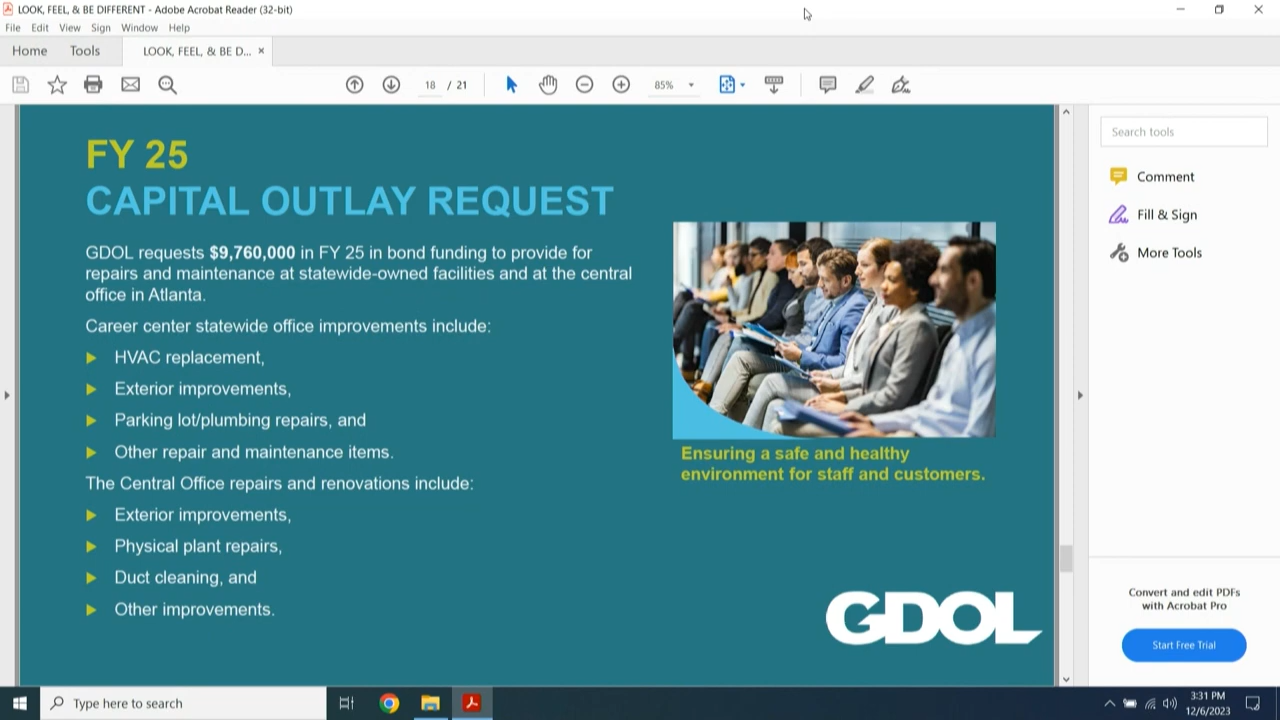 LOOK, FEEL, & BE DIFFERENT - Adobe Acrobat Reader (32-bit)
File Edit View Sign Window Help
Home Tools LOOK, FEEL, & BE D... ×
18 / 21 85%
FY 25
CAPITAL OUTLAY REQUEST
GDOL requests $9,760,000 in FY 25 in bond funding to provide for
repairs and maintenance at statewide-owned facilities and at the central
office in Atlanta.
Career center statewide office improvements include:
HVAC replacement,
Exterior improvements,
Parking lot/plumbing repairs, and
Other repair and maintenance items.
The Central Office repairs and renovations include:
Exterior improvements,
Physical plant repairs,
Duct cleaning, and
Other improvements.
Ensuring a safe and healthy
environment for staff and customers.
GDOL
Search tools
Comment
Fill & Sign
More Tools
Convert and edit PDFs
with Acrobat Pro
Start Free Trial
Type here to search
3:31 PM
12/6/2023